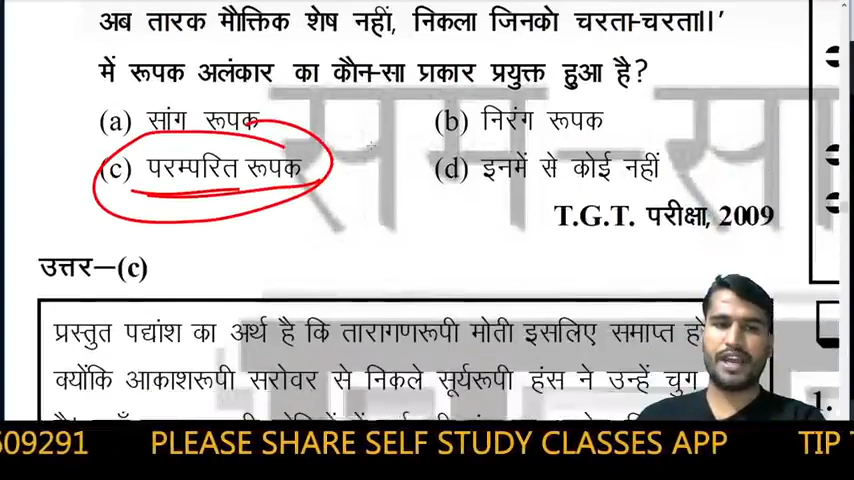 अब तारक मौक्तिक शेष नहीं, निकला जिनको चरता-चरता।।’
में रूपक अलंकार का कौन-सा प्रकार प्रयुक्त हुआ है?
(a) सांग रूपक (b) निरंग रूपक
(c) परम्परित रूपक (d) इनमें से कोई नहीं
T.G.T. परीक्षा, 2009
उत्तर–(c)
प्रस्तुत पद्यांश का अर्थ है कि तारागणरूपी मोती इसलिए समाप्त
क्योंकि आकाशरूपी सरोवर से निकले सूर्यरूपी हंस ने उन्हें चुग
1.
609291 PLEASE SHARE SELF STUDY CLASSES APP TIP